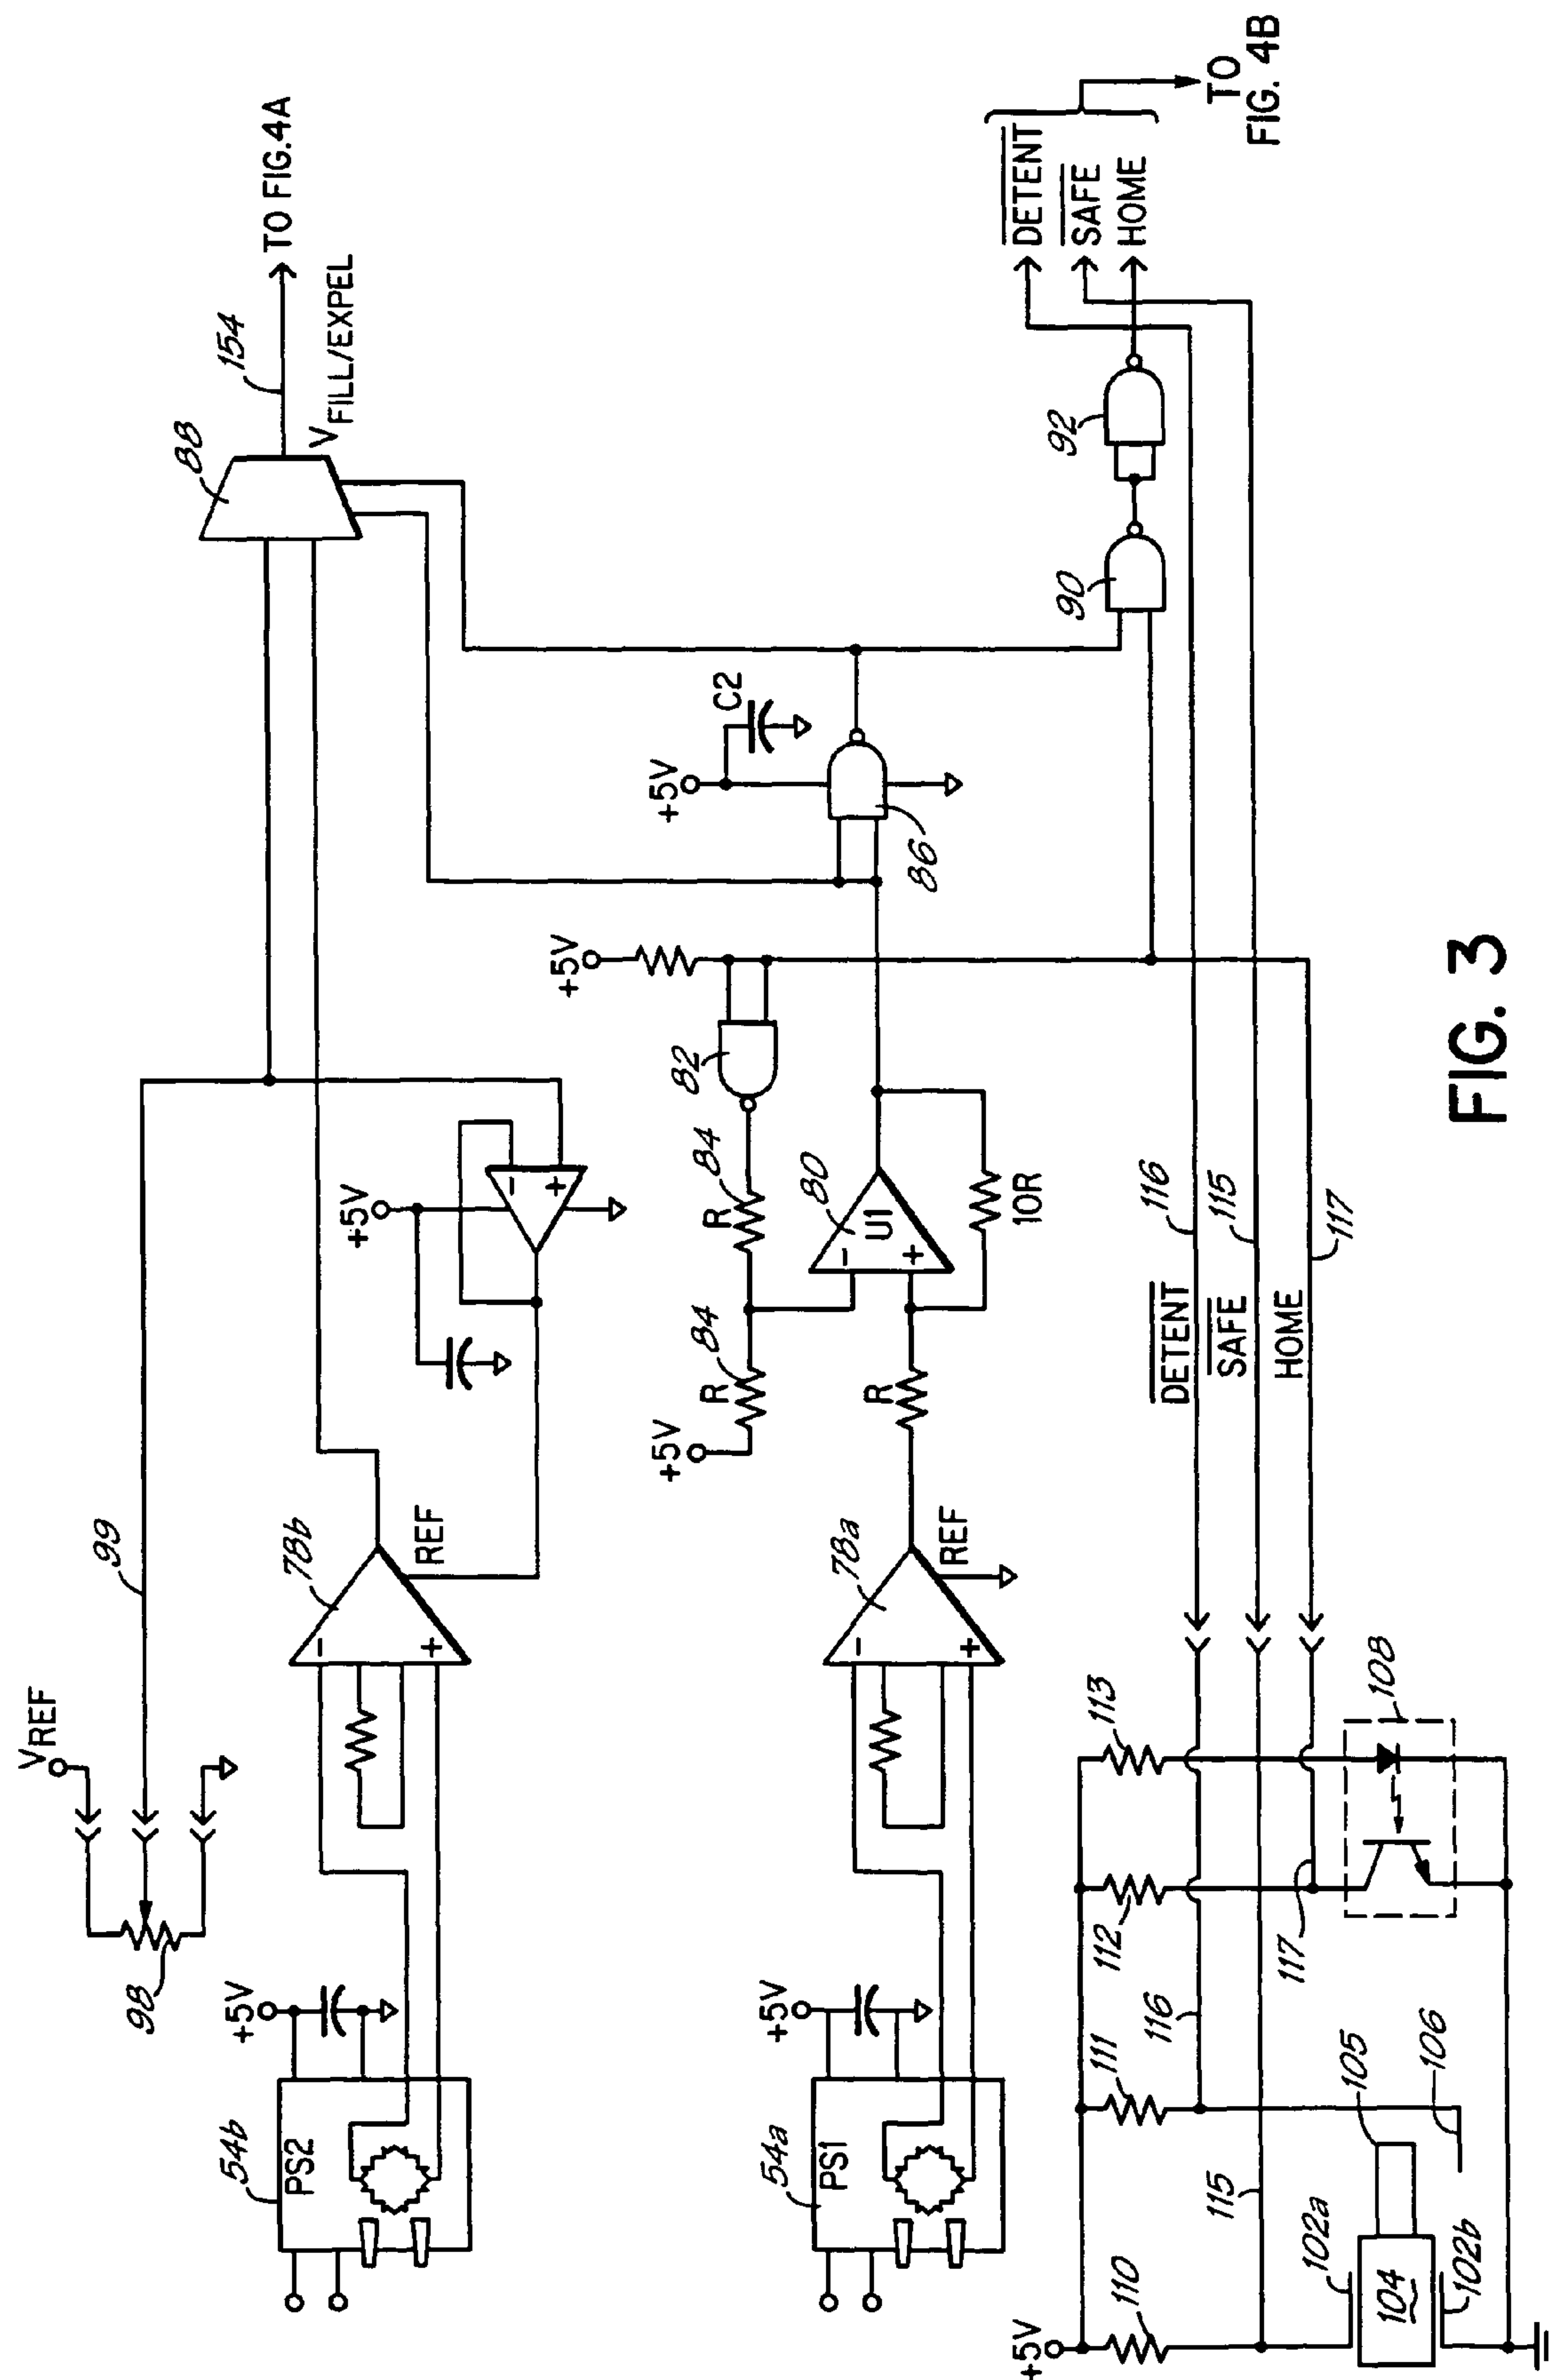 TO FIG.4A
154
V FILL/EXPEL
88
99
VREF
98
+5V
78b
REF
54b
PS2
+5V
DETENT
SAFE
HOME
TO
FIG. 4B
92
90
+5V
C2
86
+5V
82
R
84
R
84
+5V
80
U1
-
+
10R
R
78a
REF
-
+
-
+
-
+
+5V
54a
PS1
116
115
117
DETENT
SAFE
HOME
113
108
112
117
111
116
106
105
115
110
102a
104
102b
+5V
FIG. 3